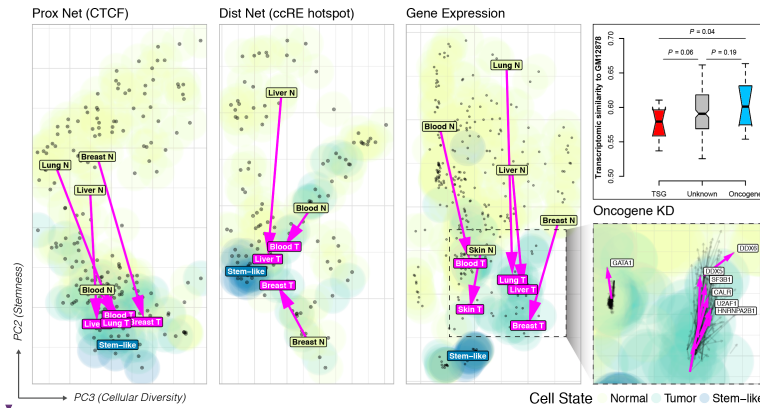 Prox Net (CTCF)
Dist Net (ccRE hotspot)
Gene Expression
Lung N
Breast N
Liver N
Blood N
Blood T
Live
Lung T
Breast T
Stem−like
Liver N
Blood N
Blood T
Liver T
Stem−like
Breast T
Breast N
Lung N
Blood N
Liver N
Breast N
Skin N
Blood T
Lung T
Liver T
Skin T
Breast T
Stem−like
Transcriptomic similarity to GM12878
0.70
0.65
0.60
0.55
0.50
P = 0.04
P = 0.06
P = 0.19
TSG
Unknown
Oncogene
Oncogene KD
GATA1
DDX6
DDX5
SF3B1
CALR
U2AF1
HNRNPA2B1
PC2 (Stemness)
PC3 (Cellular Diversity)
Cell State
Normal
Tumor
Stem−like